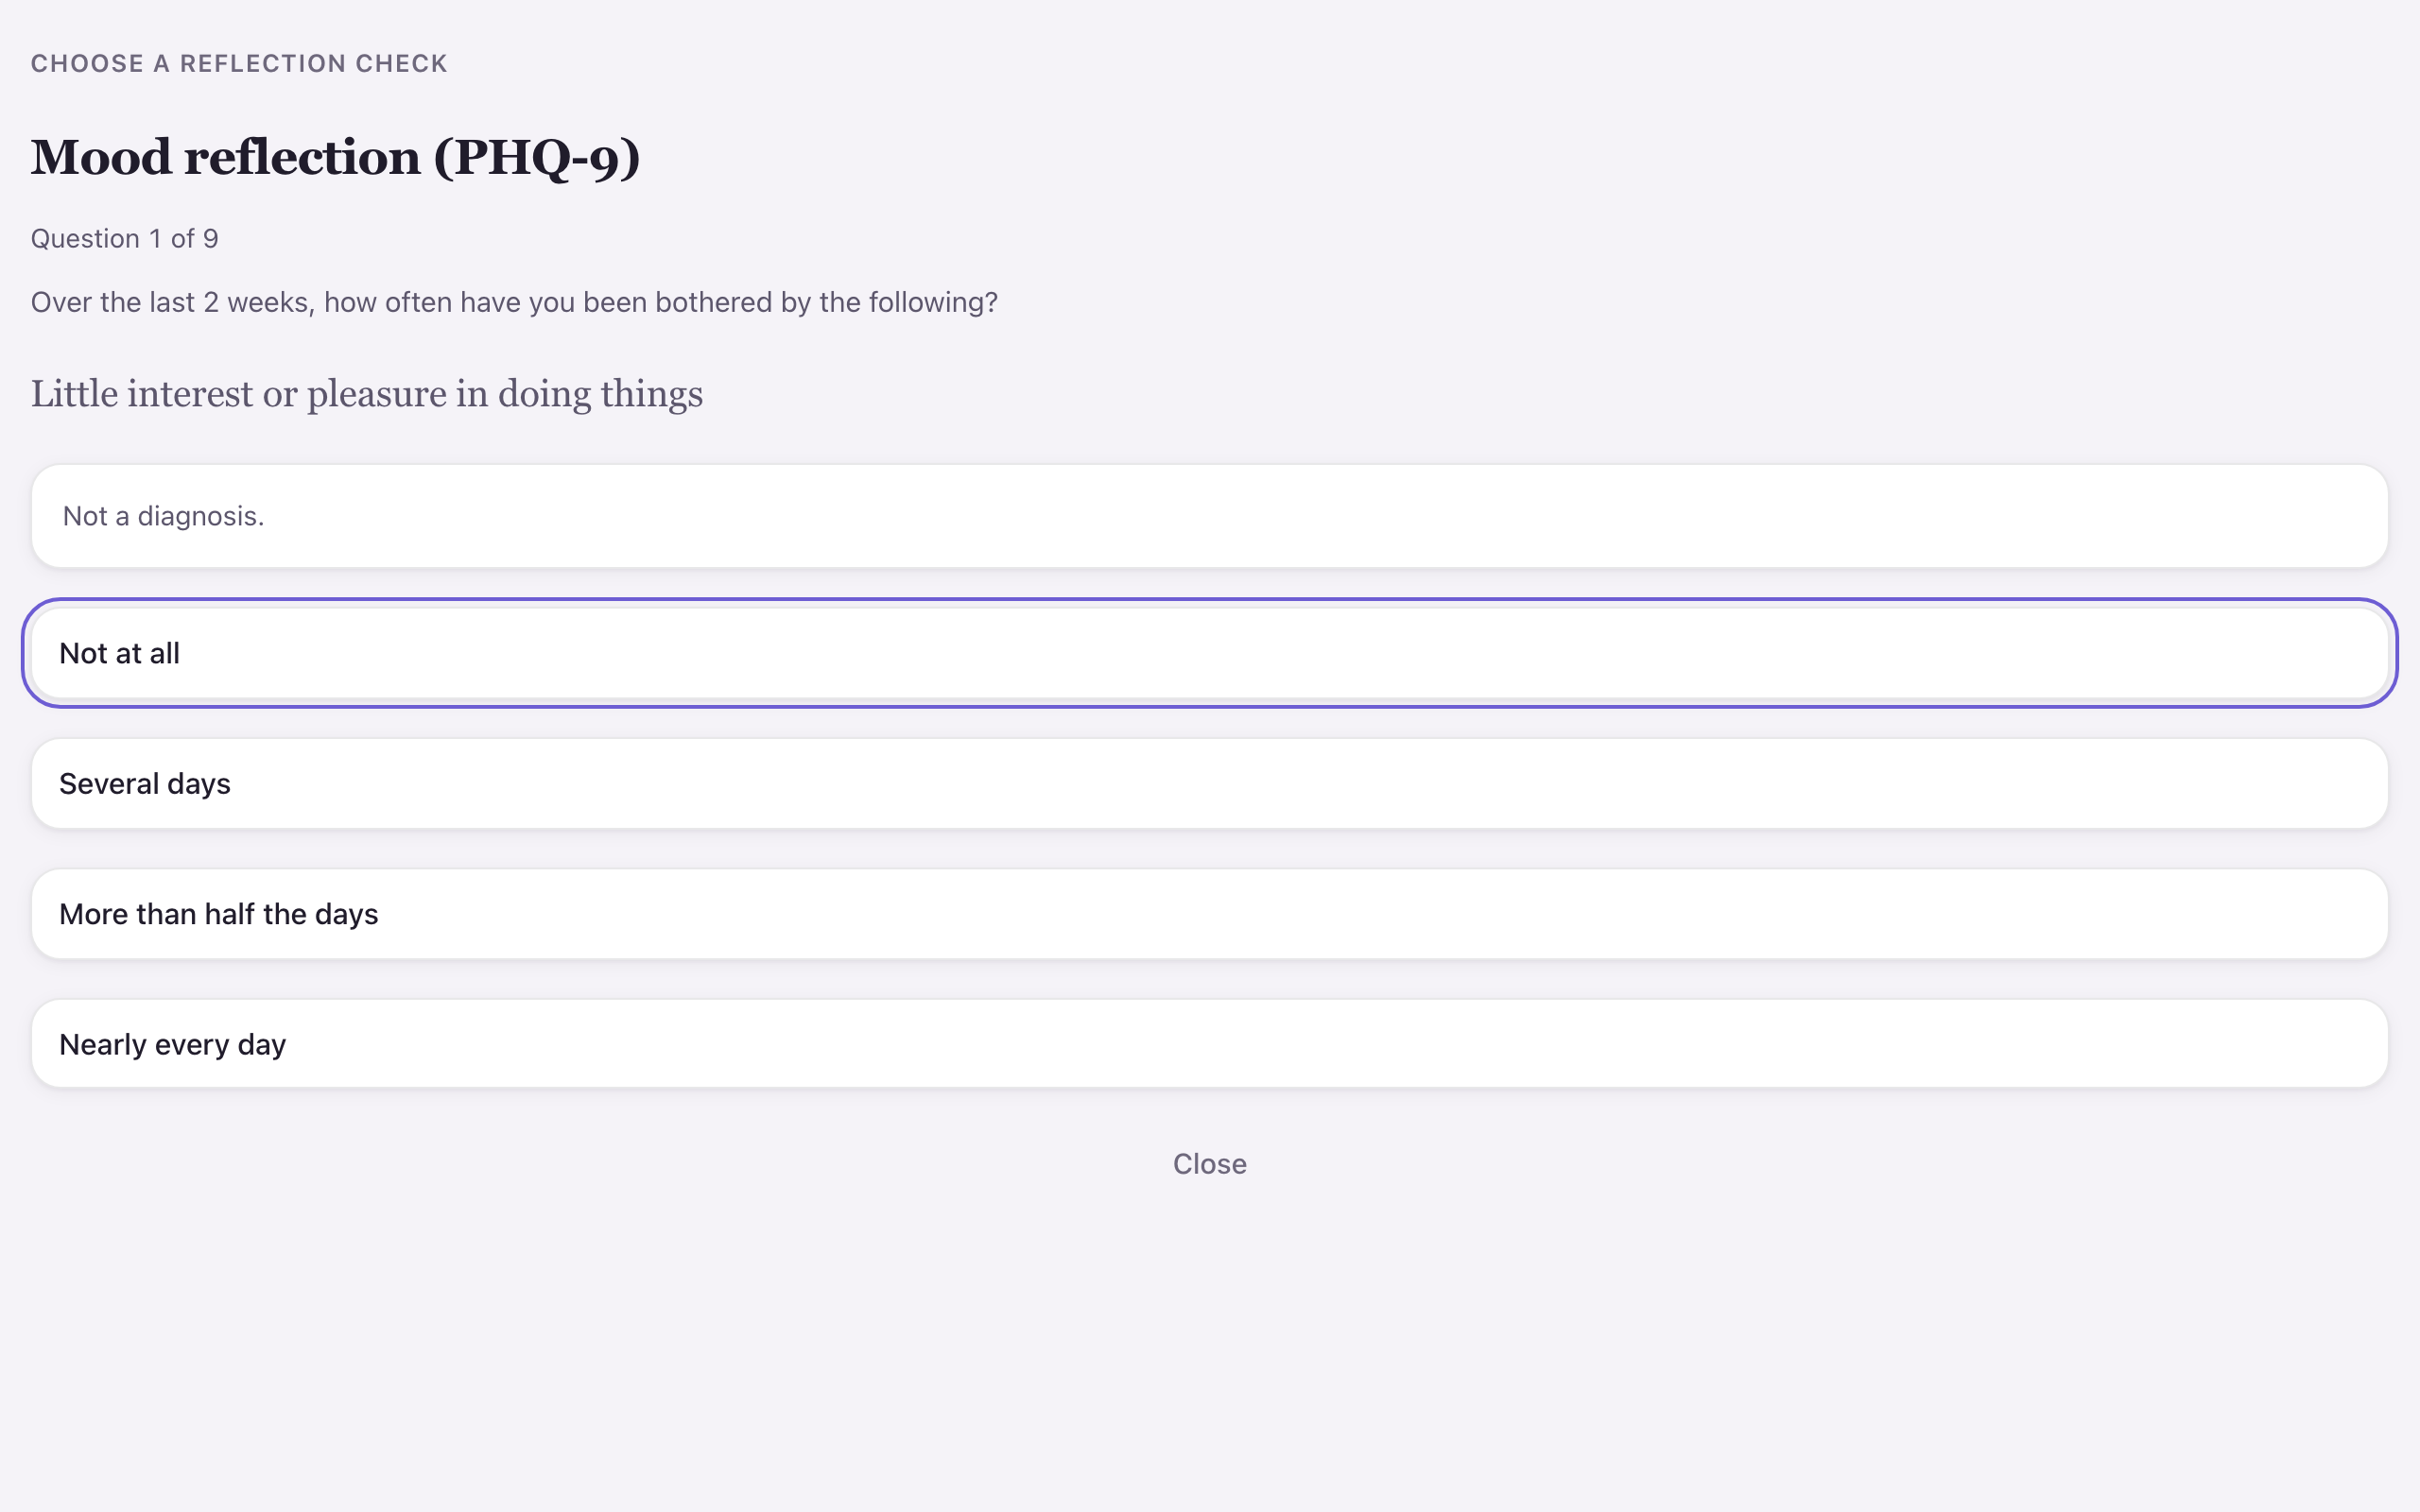 CHOOSE A REFLECTION CHECK
Mood reflection (PHQ-9)
Question 1 of 9
Over the last 2 weeks, how often have you been bothered by the following?
Little interest or pleasure in doing things
Not a diagnosis.
Not at all
Several days
More than half the days
Nearly every day
Close